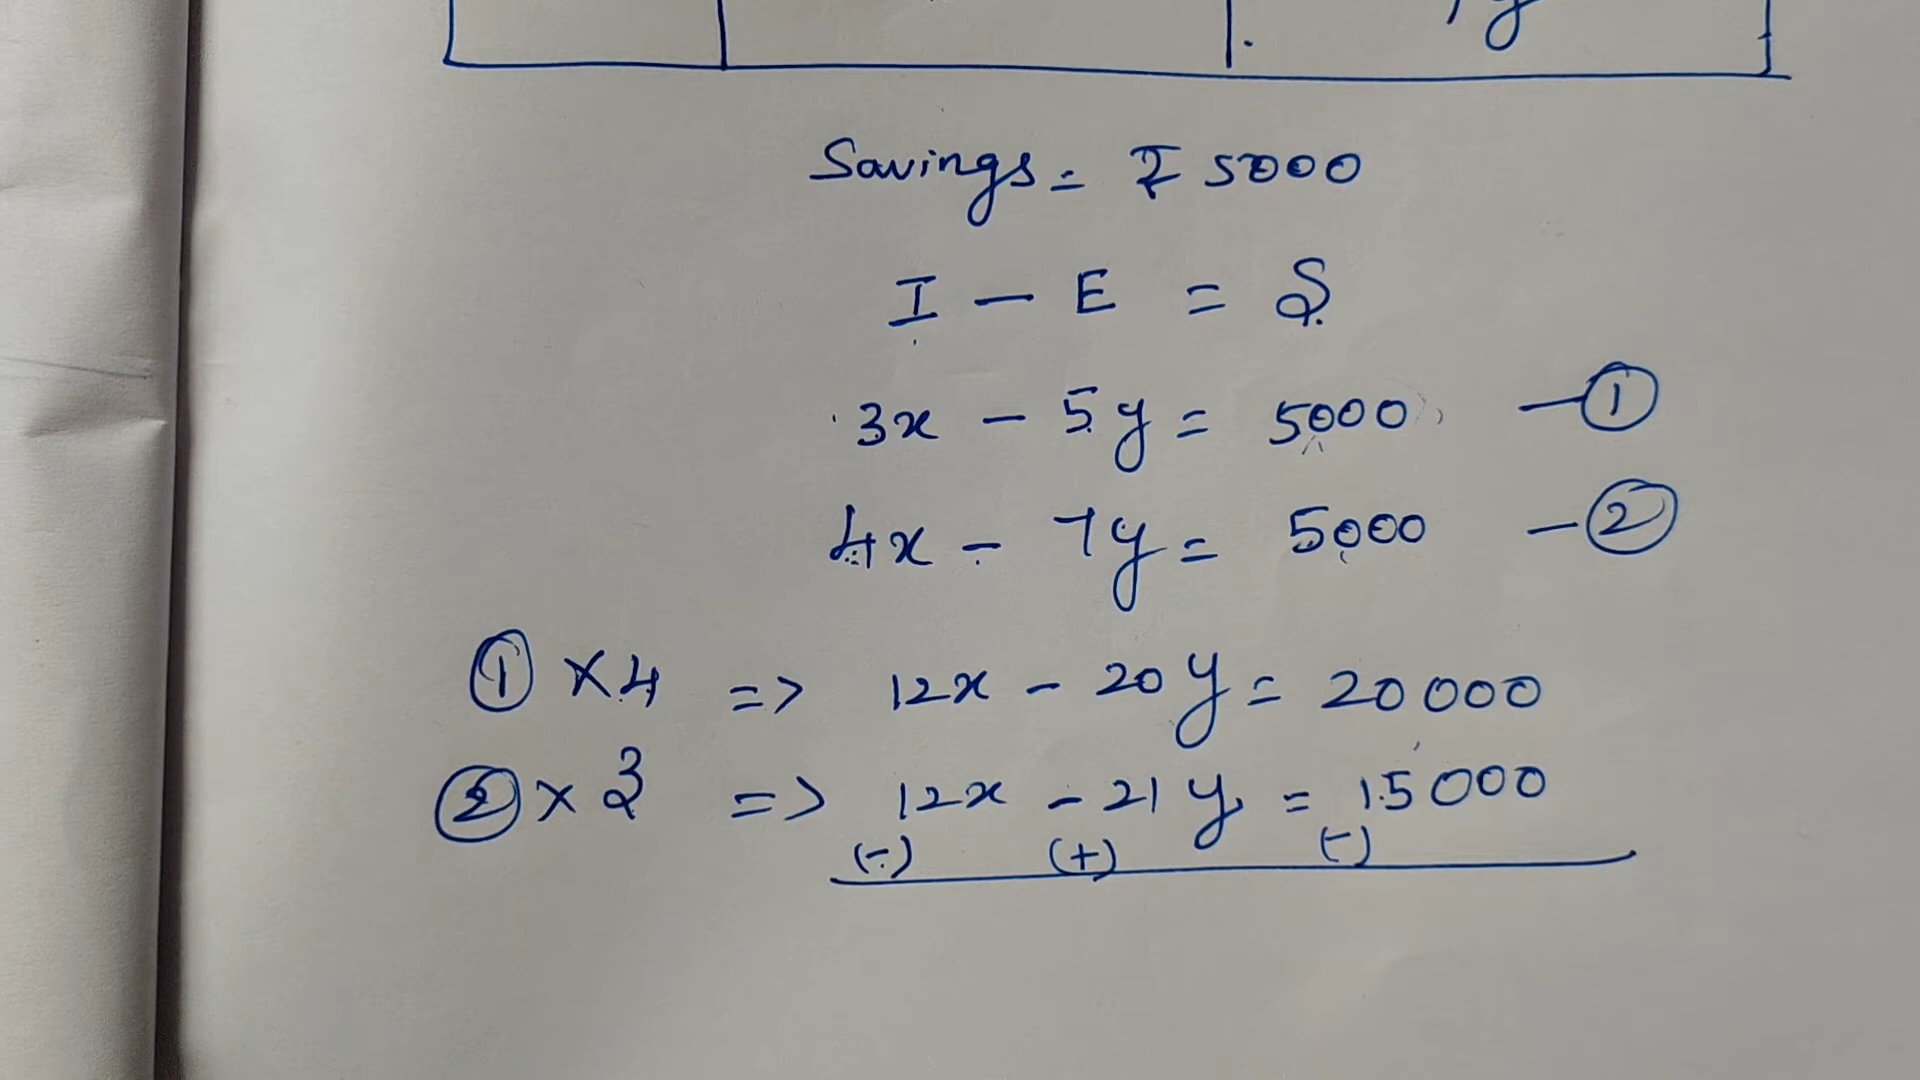 y
Savings = ₹ 5000
I - E = S
3x - 5y = 5000 - ①
4x - 7y = 5000 - ②
① × 4 => 12x - 20y = 20000
② × 3 => 12x - 21y = 15000
(-) (+) (-)